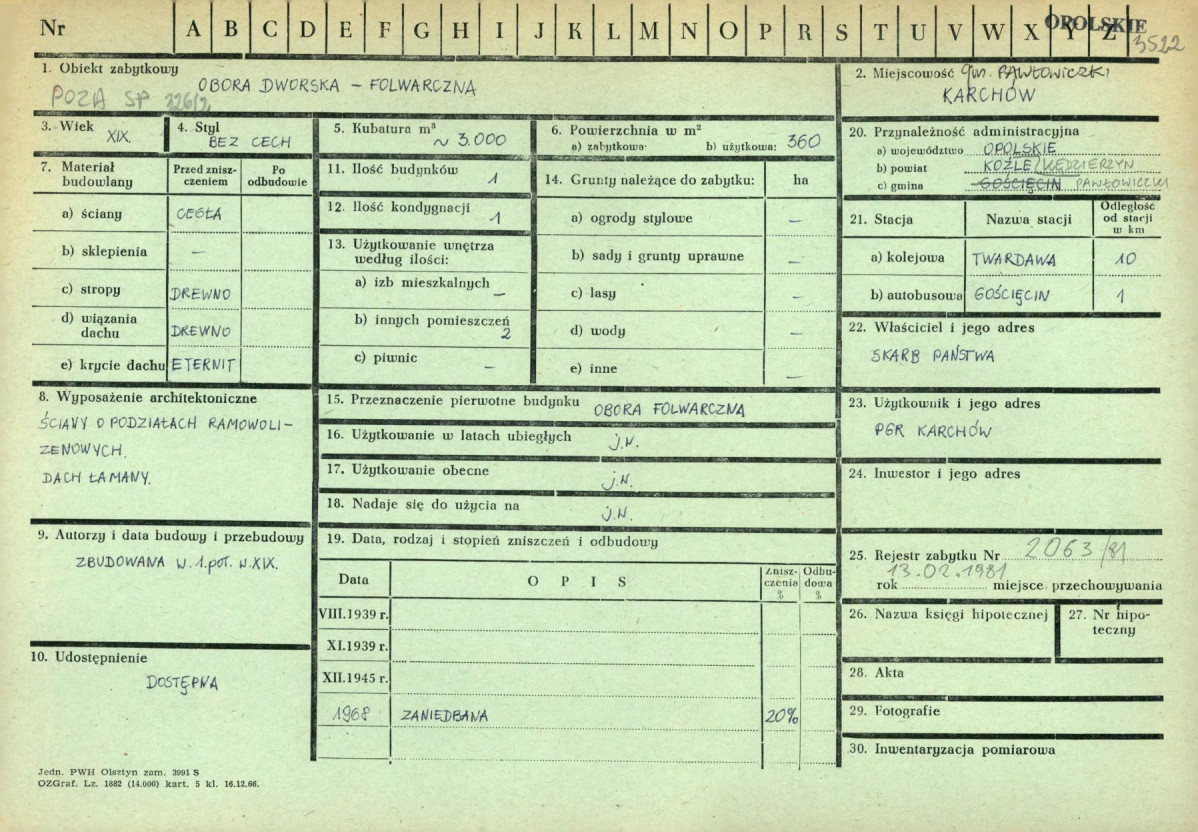 Nr A B C D E F G H I J K L M N O P R S T U V W X Y Z OPOLSKIE
3522
1. Obiekt zabytkowy
OBORA DWORSKA – FOLWARCZNA
POZA SP 326/2
2. Miejscowość gm. PAWŁOWICZKI
KARCHÓW
3. Wiek
XIX.
4. Styl
BEZ CECH
5. Kubatura m³
~ 3.000
6. Powierzchnia w m²
a) zabytkowa: b) użytkowa: 360
7. Materiał budowlany
Przed zniszczeniem
Po odbudowie
a) ściany CEGŁA
b) sklepienia –
c) stropy DREWNO
d) wiązania dachu DREWNO
e) krycie dachu ETERNIT
8. Wyposażenie architektoniczne
ŚCIANY O PODZIAŁACH RAMOWOLI-
ZENOWYCH.
DACH ŁAMANY.
9. Autorzy i data budowy i przebudowy
ZBUDOWANA W 1. POŁ. W. XIX.
10. Udostępnienie
DOSTĘPNA
11. Ilość budynków
1
12. Ilość kondygnacji
1
13. Użytkowanie wnętrza
według ilości:
a) izb mieszkalnych –
b) innych pomieszczeń
2
c) piwnic –
14. Grunty należące do zabytku: ha
a) ogrody stylowe –
b) sady i grunty uprawne –
c) lasy –
d) wody –
e) inne –
15. Przeznaczenie pierwotne budynku OBORA FOLWARCZNA
16. Użytkowanie w latach ubiegłych j.w.
17. Użytkowanie obecne j.w.
18. Nadaje się do użycia na j.w.
19. Data, rodzaj i stopień zniszczeń i odbudowy
Data OPIS Zniszczenia % Odbudowa %
VIII.1939 r.
XI.1939 r.
XII.1945 r.
1968 ZANIEDBANA 20%
20. Przynależność administracyjna
a) województwo OPOLSKIE
b) powiat KOŹLE/KĘDZIERZYN
c) gmina GOŚCIĘCIN PAWŁOWICZKI
21. Stacja Nazwa stacji Odległość od stacji w km
a) kolejowa TWARDAWA 10
b) autobusowa GOŚCIĘCIN 1
22. Właściciel i jego adres
SKARB PAŃSTWA
23. Użytkownik i jego adres
PGR KARCHÓW
24. Inwestor i jego adres
25. Rejestr zabytku Nr 2063/81
13.02.1981
rok miejsce przechowywania
26. Nazwa księgi hipotecznej
27. Nr hipo-
teczny
28. Akta
29. Fotografie
30. Inwentaryzacja pomiarowa
Jedn. PWH Olsztyn zam. 3991 S
OZGraf. Lz. 1882 (14.000) kart. 5 kl. 16.12.66.